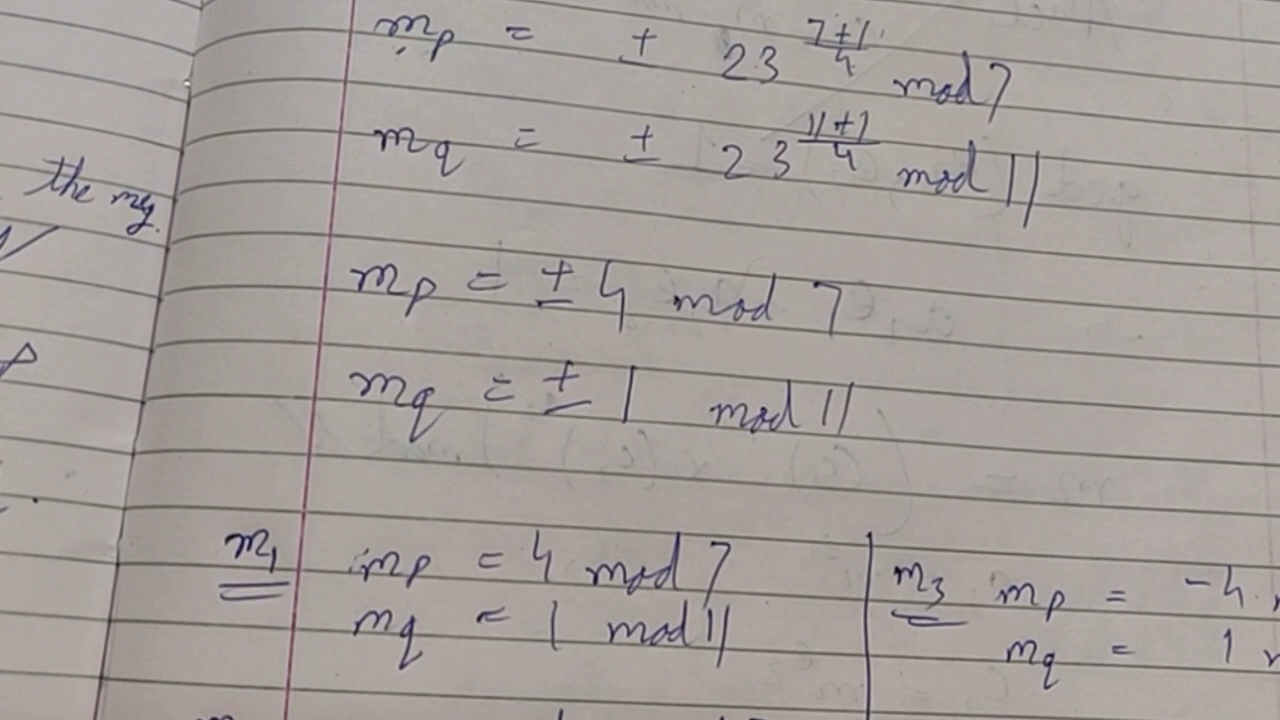 the msg.
mp = ± 23^(7+1)/4 mod 7
mq = ± 23^(11+1)/4 mod 11
mp = ± 4 mod 7
mq = ± 1 mod 11
m1 mp = 4 mod 7
mq = 1 mod 11
m3 mp = -4
mq = 1